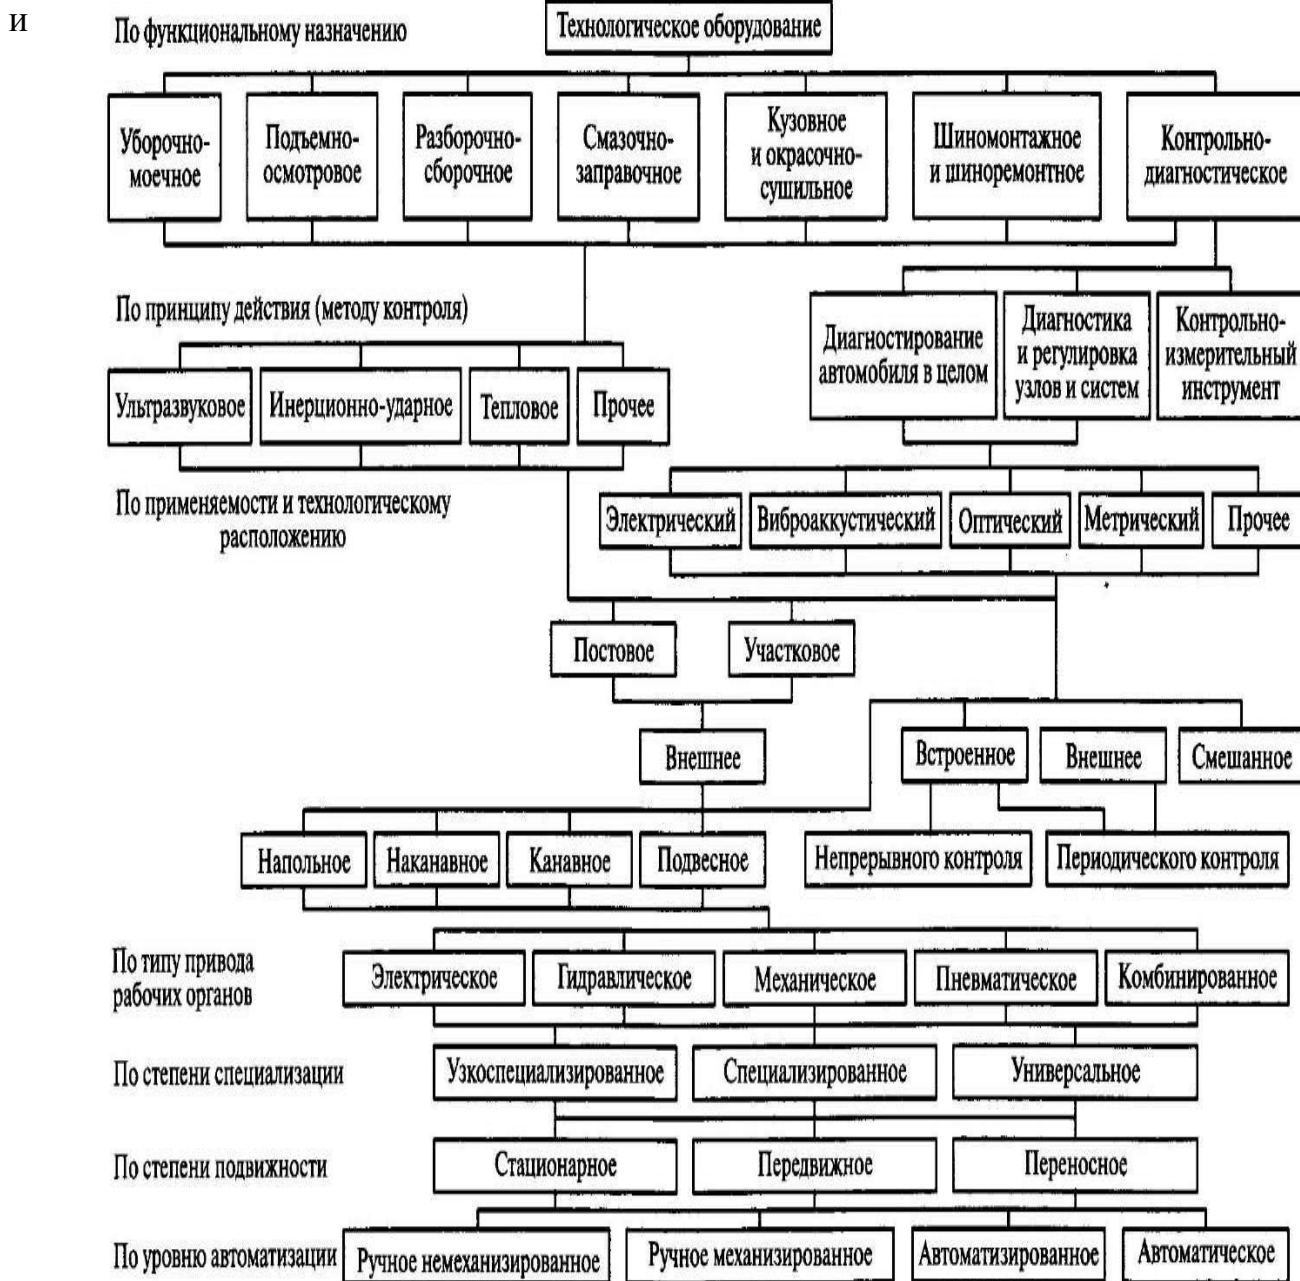 и
По функциональному назначению
Технологическое оборудование
Уборочно-
моечное
Подъемно-
осмотровое
Разборочно-
сборочное
Смазочно-
заправочное
Кузовное
и окрасочно-
сушильное
Шиномонтажное
и шиноремонтное
Контрольно-
диагностическое
По принципу действия (методу контроля)
Диагностирование
автомобиля в целом
Диагностика
и регулировка
узлов и систем
Контрольно-
измерительный
инструмент
Ультразвуковое
Инерционно-ударное
Тепловое
Прочее
По применяемости и технологическому
расположению
Электрический
Виброаккустический
Оптический
Метрический
Прочее
Постовое
Участковое
Внешнее
Встроенное
Внешнее
Смешанное
Напольное
Наканавное
Канавное
Подвесное
Непрерывного контроля
Периодического контроля
По типу привода
рабочих органов
Электрическое
Гидравлическое
Механическое
Пневматическое
Комбинированное
По степени специализации
Узкоспециализированное
Специализированное
Универсальное
По степени подвижности
Стационарное
Передвижное
Переносное
По уровню автоматизации
Ручное немеханизированное
Ручное механизированное
Автоматизированное
Автоматическое